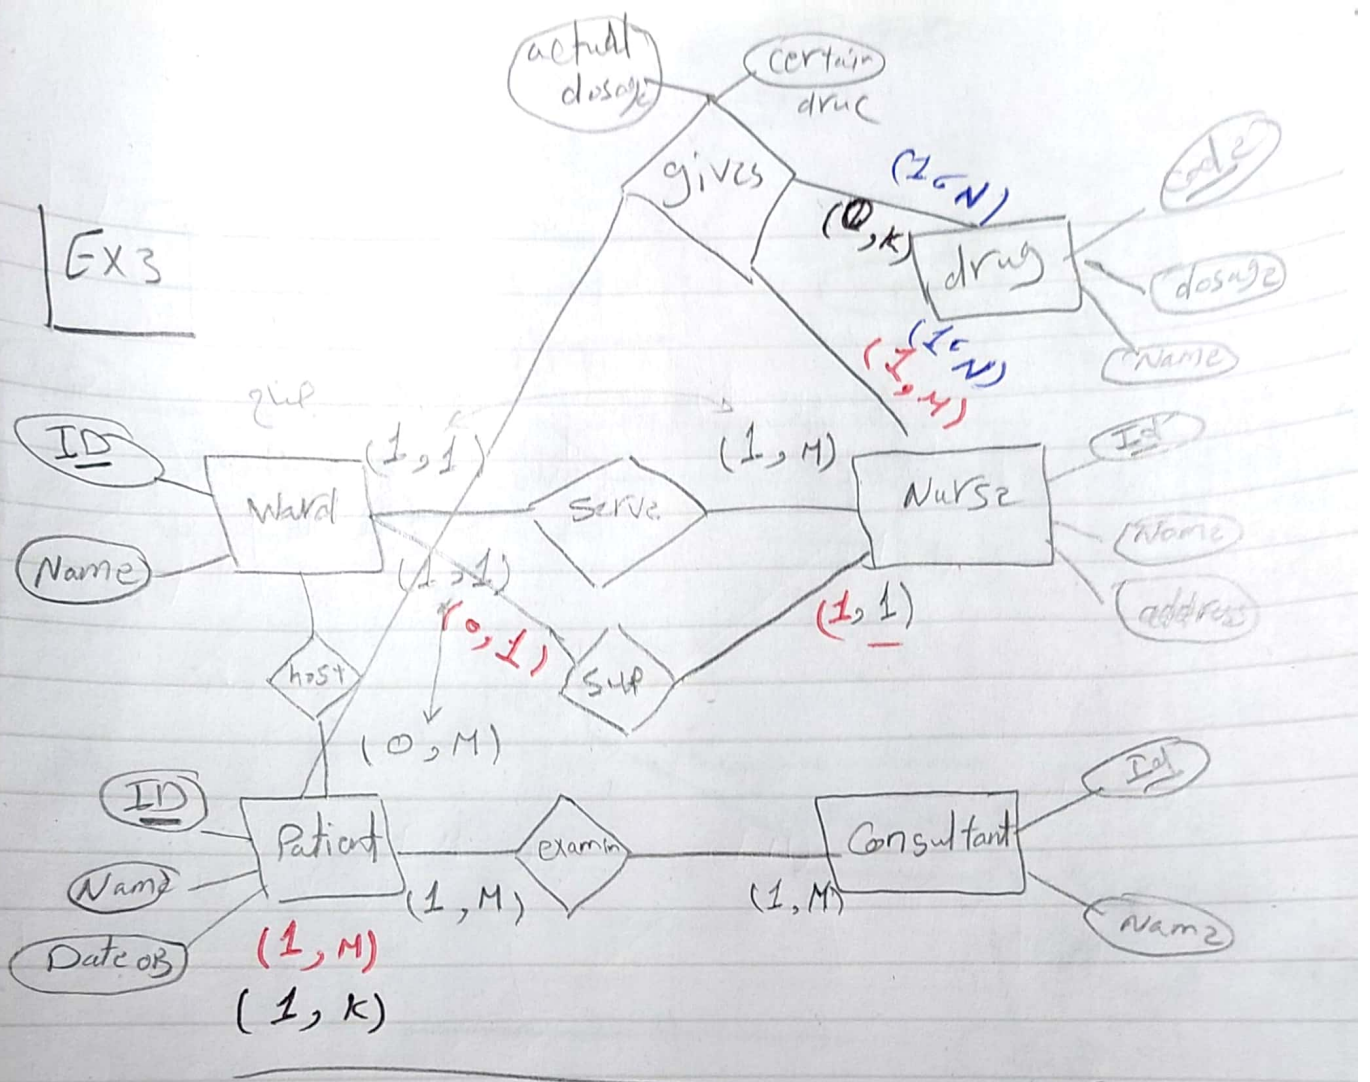 actual
dosage
certain
druc
gives
(1,N)
(0,K)
Code
drug
dosage
Name
EX3
(1,N)
(1,M)
ID
(1,1)
(1,M)
Id
Ward
Serve
Nurse
Name
Name
(1,1)
(0,1)
(1,1)
address
host
Sup
(0,M)
ID
Id
Patient
examin
Consultant
Name
(1,M)
(1,M)
Name
Date OB
(1,M)
(1,K)